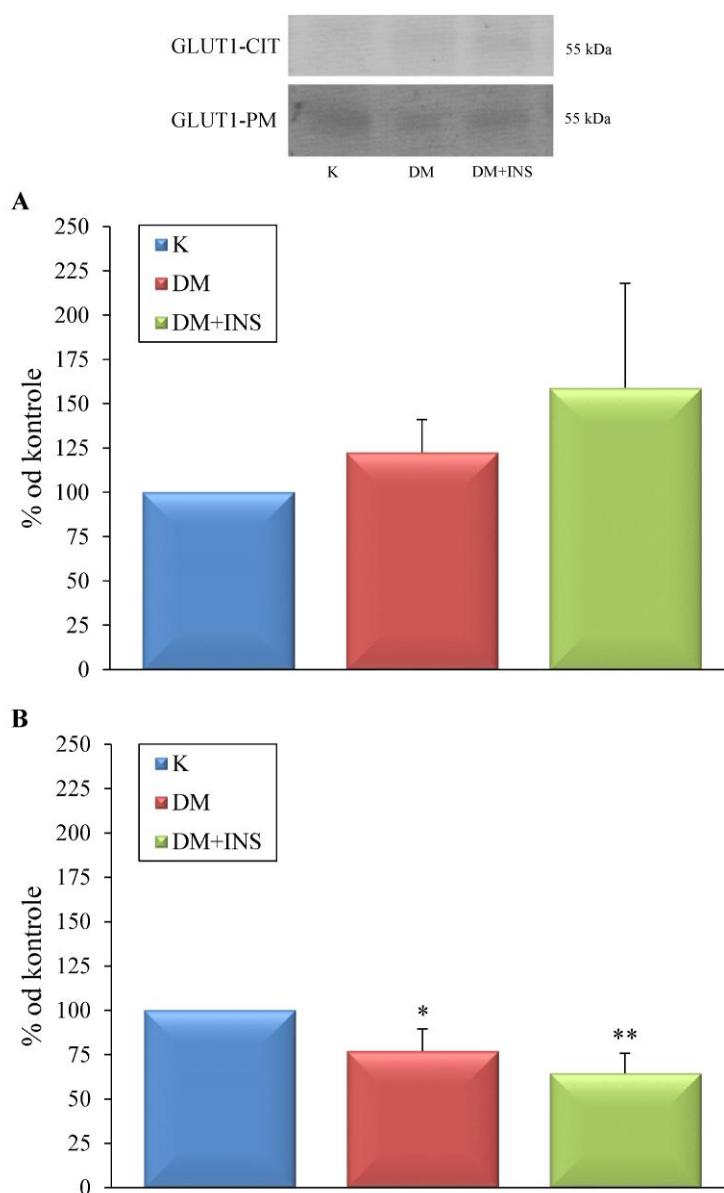 GLUT1-CIT 55 kDa
GLUT1-PM 55 kDa
K DM DM+INS
A
% od kontrole
250
225
200
175
150
125
100
75
50
25
0
K
DM
DM+INS
B
% od kontrole
250
225
200
175
150
125
100
75
50
25
0
K
DM
DM+INS
*
**